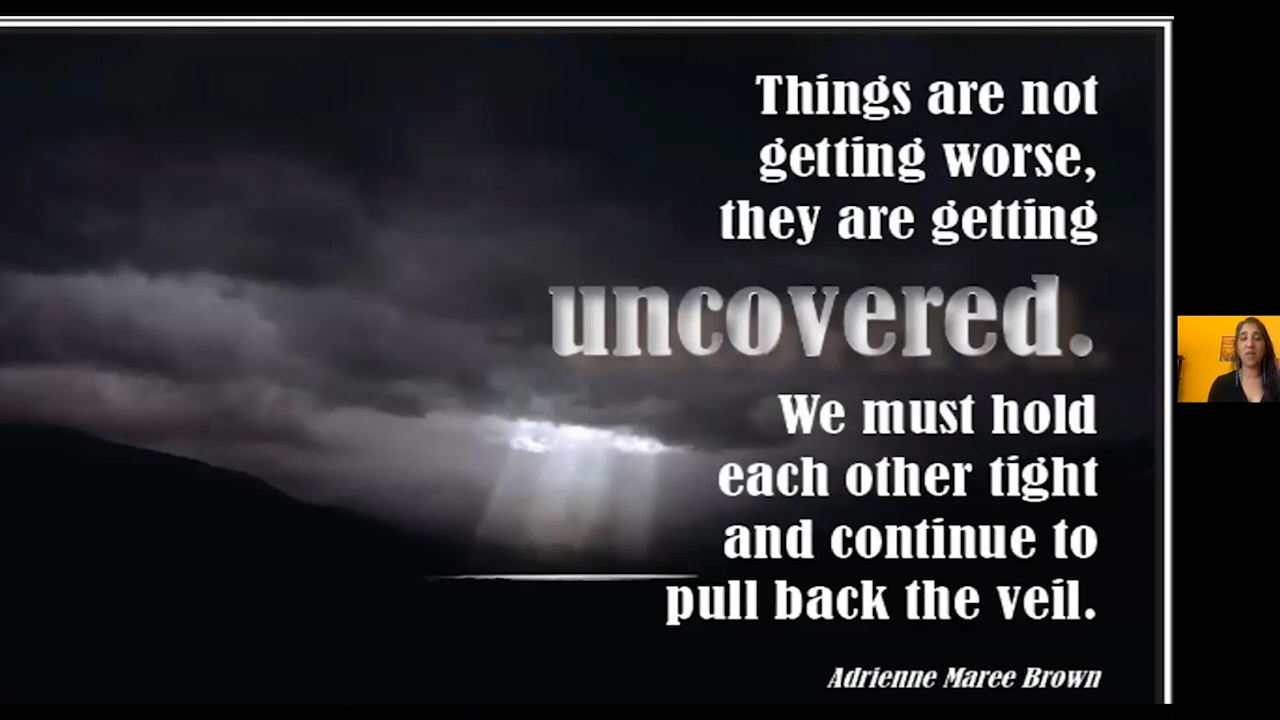 Things are not
getting worse,
they are getting
uncovered.
We must hold
each other tight
and continue to
pull back the veil.
Adrienne Maree Brown